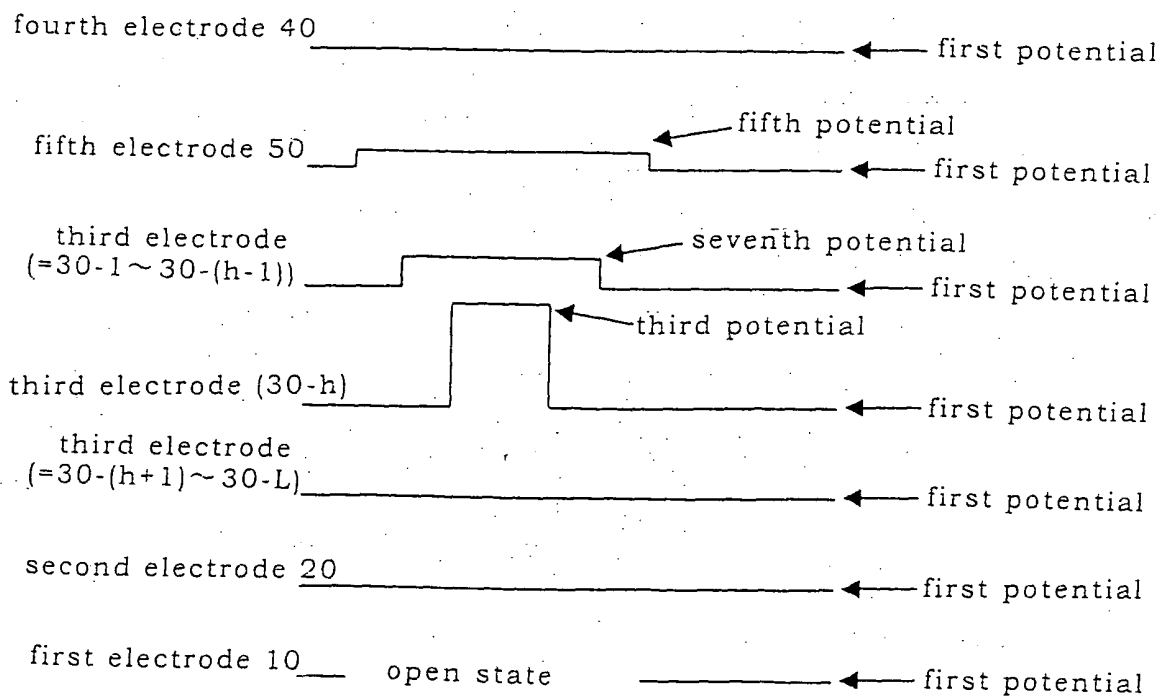 fourth electrode 40
first potential
fifth potential
fifth electrode 50
first potential
third electrode
(=30-1~30-(h-1))
seventh potential
first potential
third potential
third electrode (30-h)
first potential
third electrode
(=30-(h+1)~30-L)
first potential
second electrode 20
first potential
first electrode 10
open state
first potential